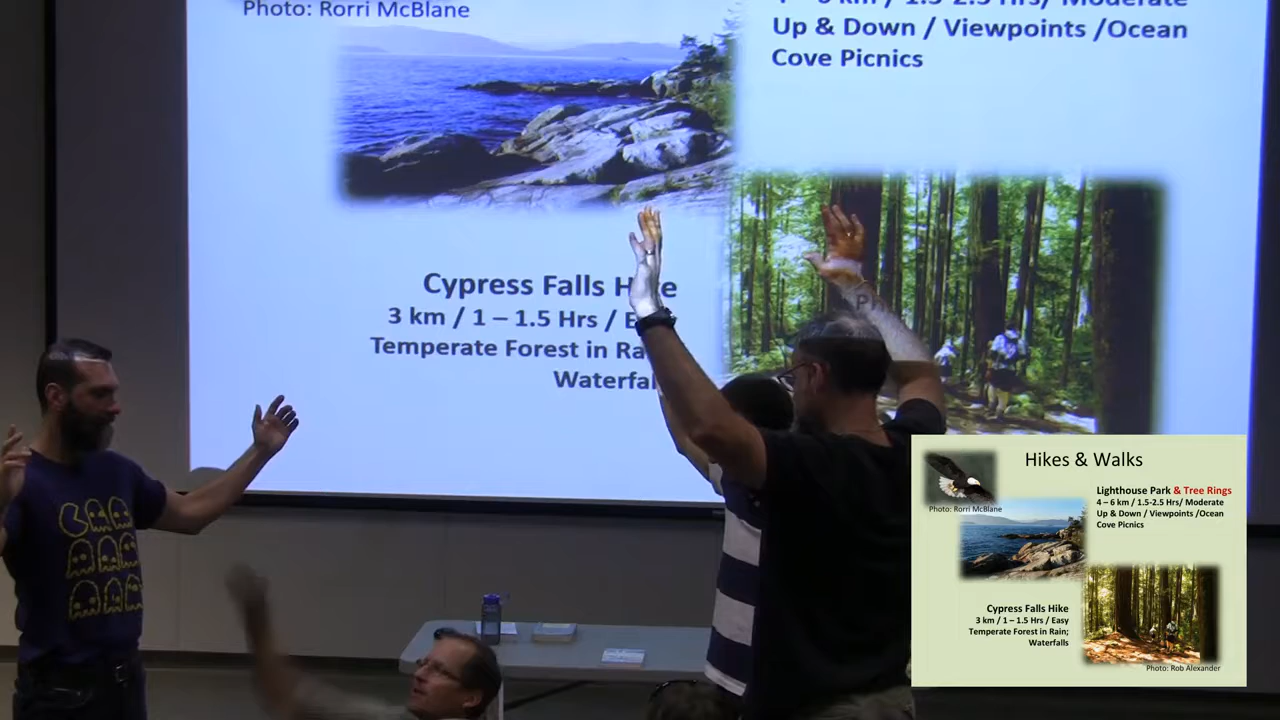 Photo: Rorri McBlane
Up & Down / Viewpoints /Ocean
Cove Picnics
Cypress Falls Hike
3 km / 1 – 1.5 Hrs / E
Temperate Forest in Ra
Waterfal
Hikes & Walks
Photo: Rorri McBlane
Lighthouse Park & Tree Rings
4 – 6 km / 1.5-2.5 Hrs/ Moderate
Up & Down / Viewpoints /Ocean
Cove Picnics
Cypress Falls Hike
3 km / 1 – 1.5 Hrs / Easy
Temperate Forest in Rain;
Waterfalls
Photo: Rob Alexander